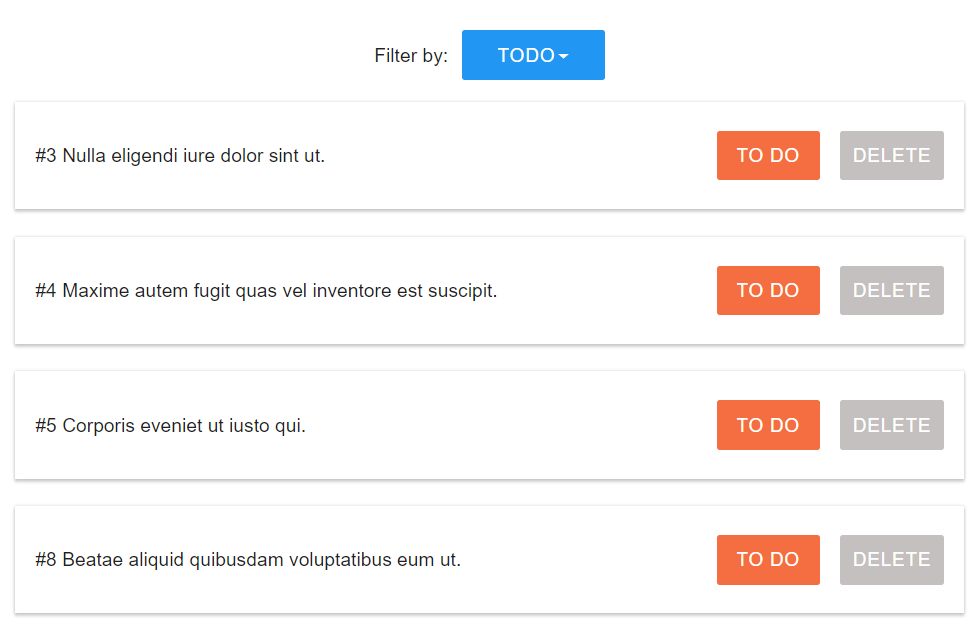 Filter by: TODO
#3 Nulla eligendi iure dolor sint ut. TO DO DELETE
#4 Maxime autem fugit quas vel inventore est suscipit. TO DO DELETE
#5 Corporis eveniet ut iusto qui. TO DO DELETE
#8 Beatae aliquid quibusdam voluptatibus eum ut. TO DO DELETE